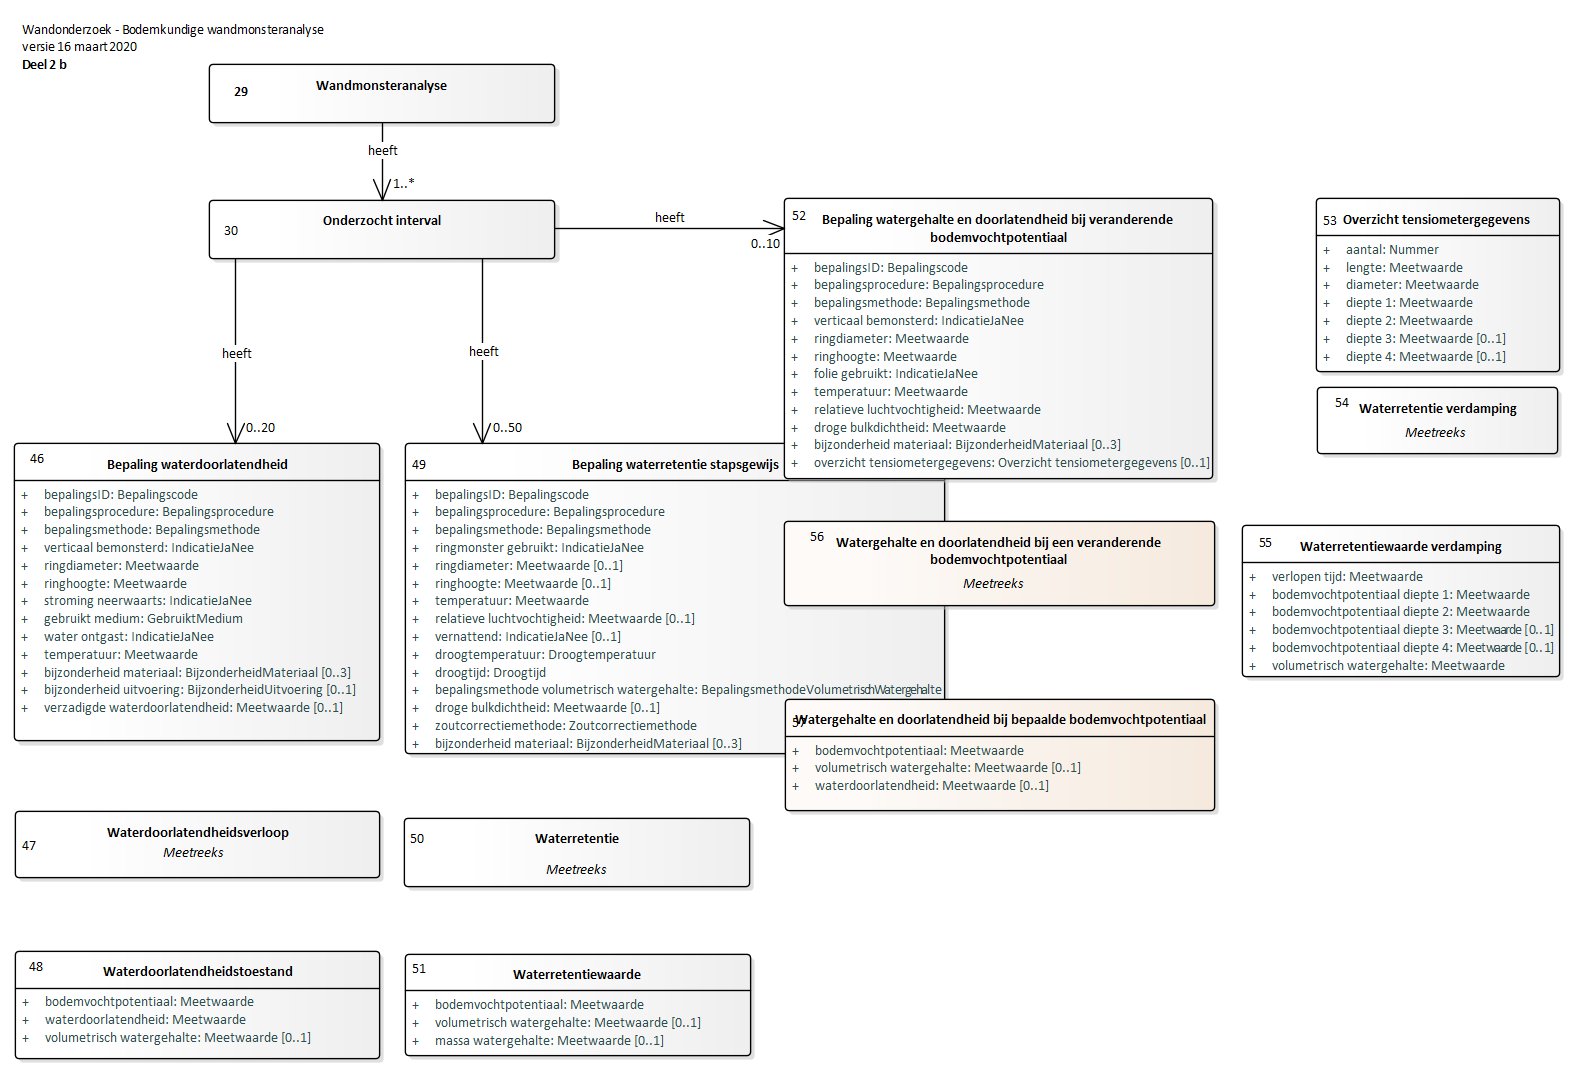 Wandonderzoek - Bodemkundige wandmonsteranalyse
versie 16 maart 2020
Deel 2 b
29
Wandmonsteranalyse
heeft
1..*
30
Onderzocht interval
heeft
0..10
heeft
0..20
heeft
0..50
52
Bepaling watergehalte en doorlatendheid bij veranderende
bodemvochtpotentiaal
+ bepalingsID: Bepalingscode
+ bepalingsprocedure: Bepalingsprocedure
+ bepalingsmethode: Bepalingsmethode
+ verticaal bemonsterd: IndicatieJaNee
+ ringdiameter: Meetwaarde
+ ringhoogte: Meetwaarde
+ folie gebruikt: IndicatieJaNee
+ temperatuur: Meetwaarde
+ relatieve luchtvochtigheid: Meetwaarde
+ droge bulkdichtheid: Meetwaarde
+ bijzonderheid materiaal: BijzonderheidMateriaal [0..3]
+ overzicht tensiometergegevens: Overzicht tensiometergegevens [0..1]
53
Overzicht tensiometergegevens
+ aantal: Nummer
+ lengte: Meetwaarde
+ diameter: Meetwaarde
+ diepte 1: Meetwaarde
+ diepte 2: Meetwaarde
+ diepte 3: Meetwaarde [0..1]
+ diepte 4: Meetwaarde [0..1]
54
Waterretentie verdamping
Meetreeks
46
Bepaling waterdoorlatendheid
+ bepalingsID: Bepalingscode
+ bepalingsprocedure: Bepalingsprocedure
+ bepalingsmethode: Bepalingsmethode
+ verticaal bemonsterd: IndicatieJaNee
+ ringdiameter: Meetwaarde
+ ringhoogte: Meetwaarde
+ stroming neerwaarts: IndicatieJaNee
+ gebruikt medium: GebruiktMedium
+ water ontgast: IndicatieJaNee
+ temperatuur: Meetwaarde
+ bijzonderheid materiaal: BijzonderheidMateriaal [0..3]
+ bijzonderheid uitvoering: BijzonderheidUitvoering [0..1]
+ verzadigde waterdoorlatendheid: Meetwaarde [0..1]
49
Bepaling waterretentie stapsgewijs
+ bepalingsID: Bepalingscode
+ bepalingsprocedure: Bepalingsprocedure
+ bepalingsmethode: Bepalingsmethode
+ ringmonster gebruikt: IndicatieJaNee
+ ringdiameter: Meetwaarde [0..1]
+ ringhoogte: Meetwaarde [0..1]
+ temperatuur: Meetwaarde
+ relatieve luchtvochtigheid: Meetwaarde [0..1]
+ vernattend: IndicatieJaNee [0..1]
+ droogtemperatuur: Droogtemperatuur
+ droogtijd: Droogtijd
+ bepalingsmethode volumetrisch watergehalte: BepalingsmethodeVolumetrischWatergehalte
+ droge bulkdichtheid: Meetwaarde [0..1]
+ zoutcorrectiemethode: Zoutcorrectiemethode
+ bijzonderheid materiaal: BijzonderheidMateriaal [0..3]
56
Watergehalte en doorlatendheid bij een veranderende
bodemvochtpotentiaal
Meetreeks
55
Waterretentiewaarde verdamping
+ verlopen tijd: Meetwaarde
+ bodemvochtpotentiaal diepte 1: Meetwaarde
+ bodemvochtpotentiaal diepte 2: Meetwaarde
+ bodemvochtpotentiaal diepte 3: Meetwaarde [0..1]
+ bodemvochtpotentiaal diepte 4: Meetwaarde [0..1]
+ volumetrisch watergehalte: Meetwaarde
57
Watergehalte en doorlatendheid bij bepaalde bodemvochtpotentiaal
+ bodemvochtpotentiaal: Meetwaarde
+ volumetrisch watergehalte: Meetwaarde [0..1]
+ waterdoorlatendheid: Meetwaarde [0..1]
47
Waterdoorlatendheidsverloop
Meetreeks
50
Waterretentie
Meetreeks
48
Waterdoorlatendheidstoestand
+ bodemvochtpotentiaal: Meetwaarde
+ waterdoorlatendheid: Meetwaarde
+ volumetrisch watergehalte: Meetwaarde [0..1]
51
Waterretentiewaarde
+ bodemvochtpotentiaal: Meetwaarde
+ volumetrisch watergehalte: Meetwaarde [0..1]
+ massa watergehalte: Meetwaarde [0..1]